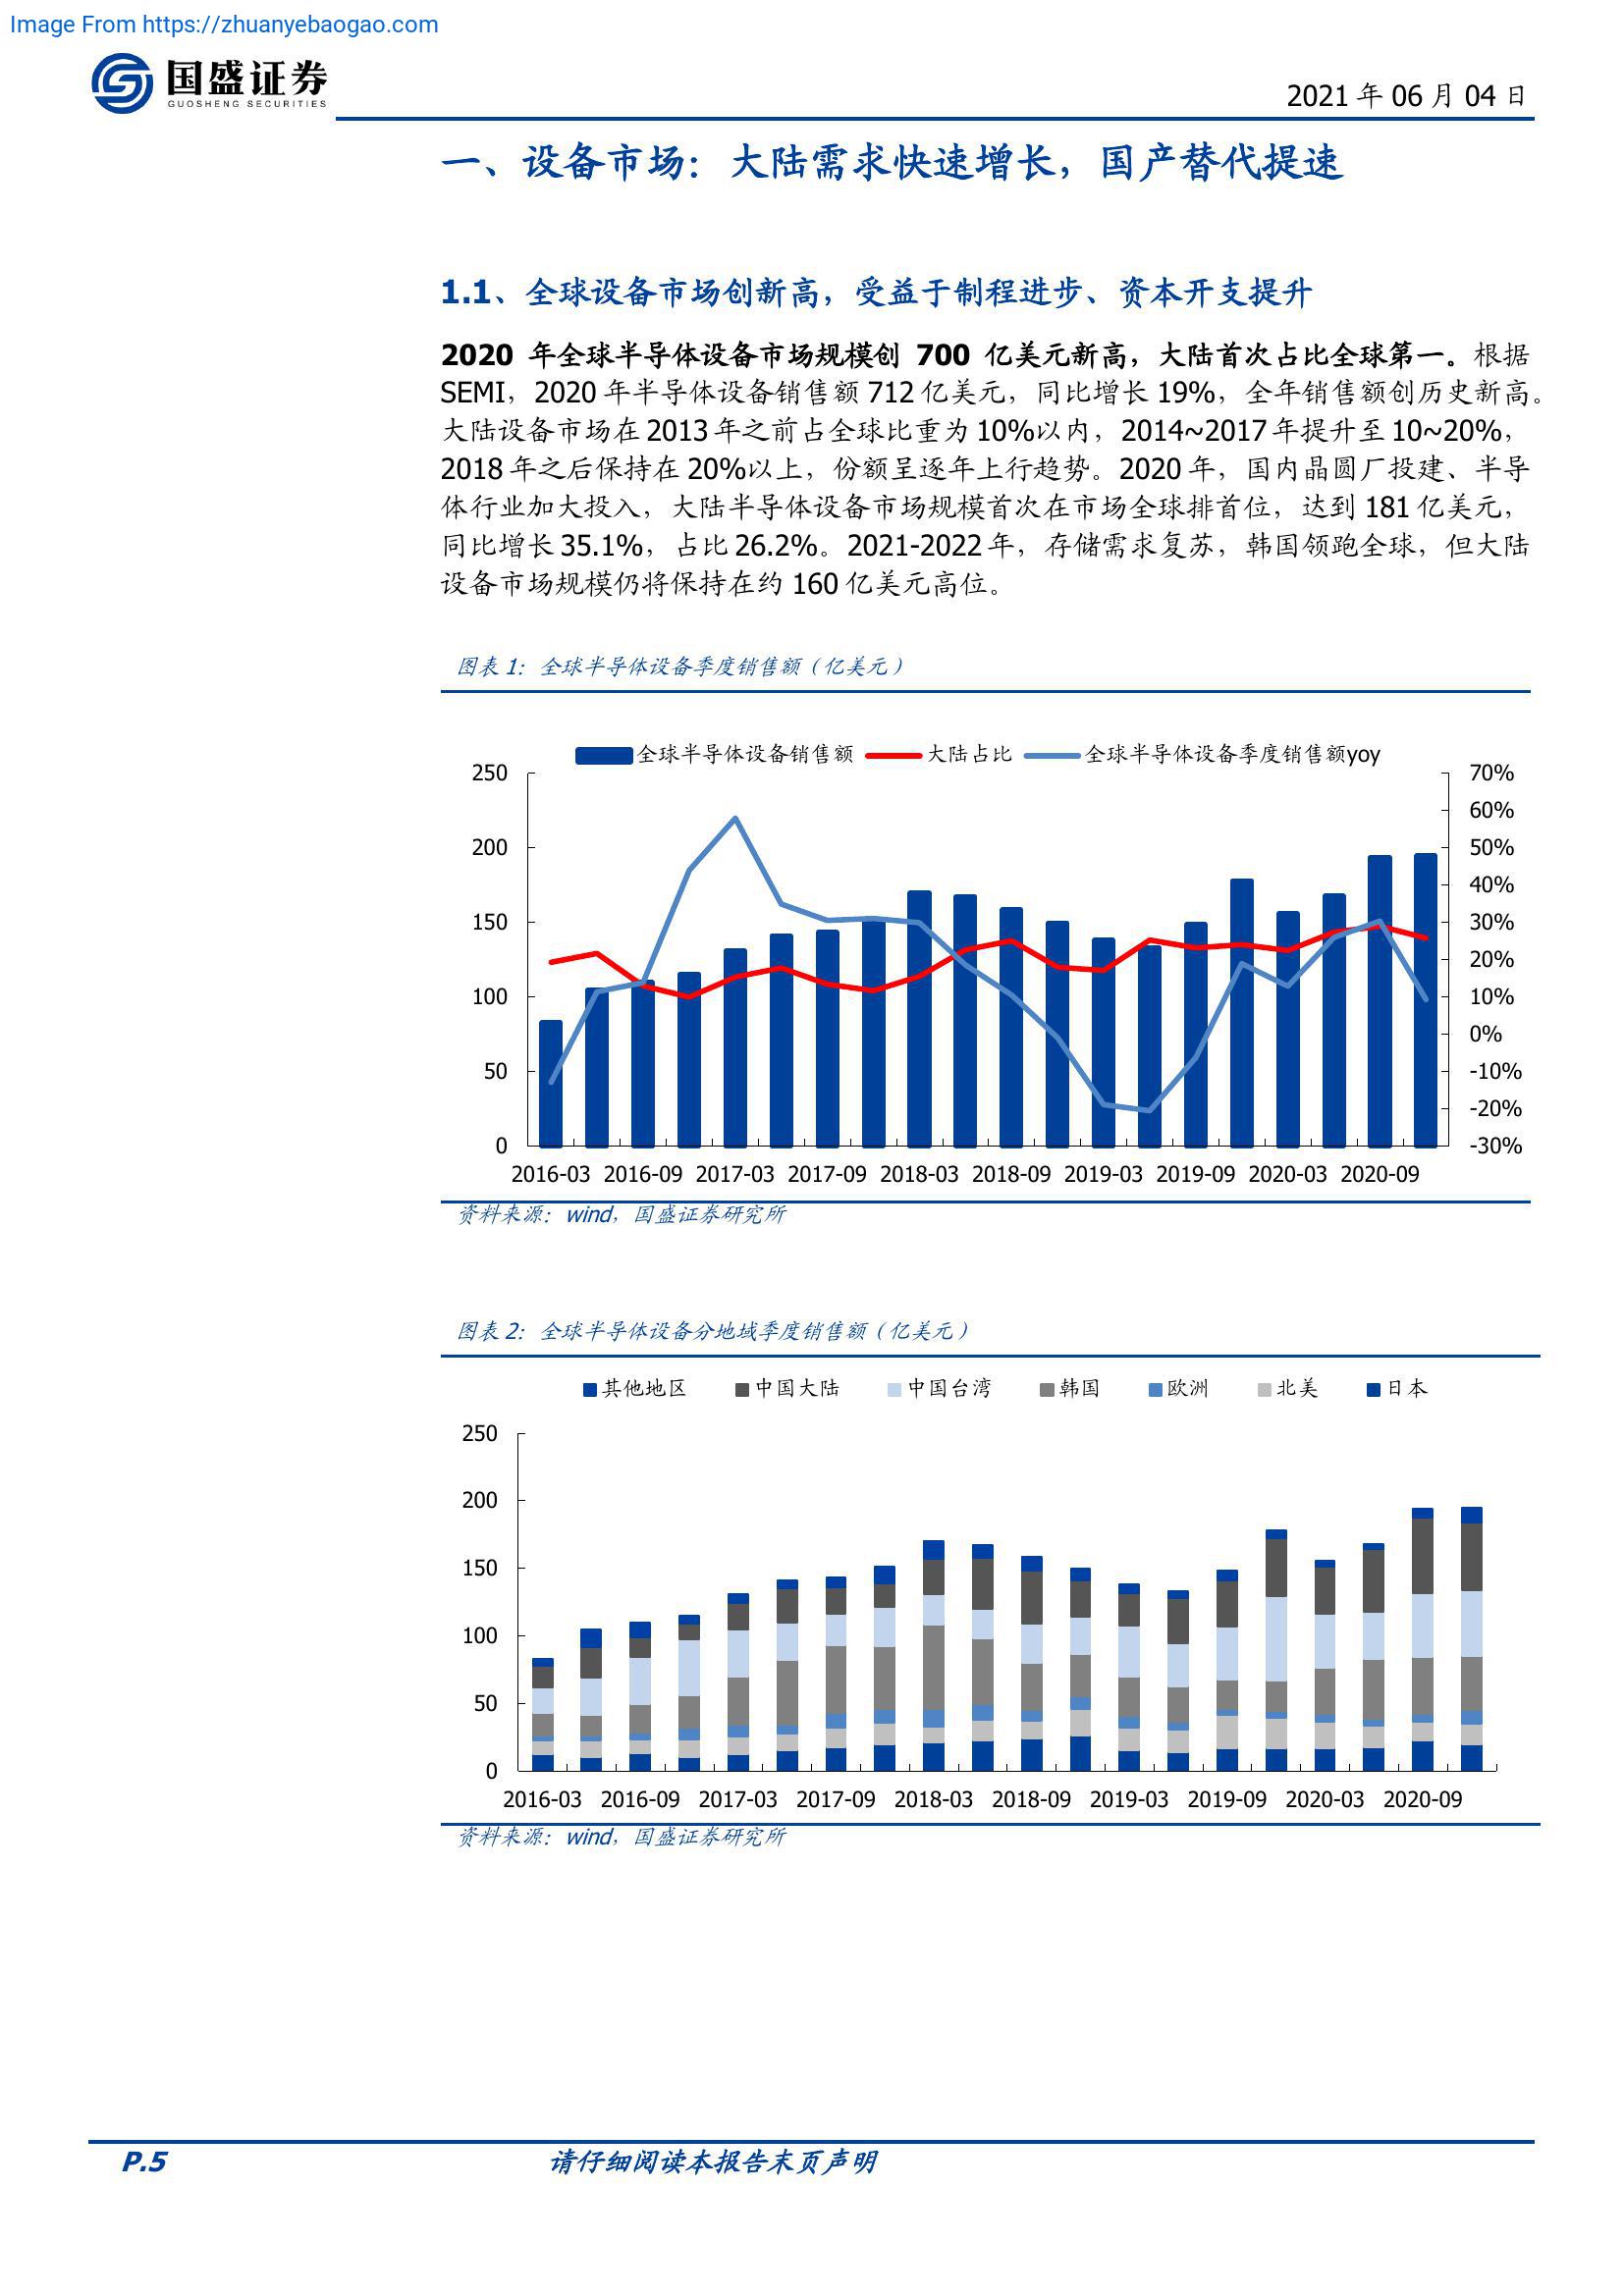 Image From https://zhuanyebaogao.com
国盛证券
GUOSHENG SECURITIES
2021 年 06 月 04 日
一、设备市场：大陆需求快速增长，国产替代提速
1.1、全球设备市场创新高，受益于制程进步、资本开支提升
2020 年全球半导体设备市场规模创 700 亿美元新高，大陆首次占比全球第一。根据
SEMI，2020 年半导体设备销售额 712 亿美元，同比增长 19%，全年销售额创历史新高。
大陆设备市场在 2013 年之前占全球比重为 10%以内，2014~2017 年提升至 10~20%，
2018 年之后保持在 20%以上，份额呈逐年上行趋势。2020 年，国内晶圆厂投建、半导
体行业加大投入，大陆半导体设备市场规模首次在市场全球排首位，达到 181 亿美元，
同比增长 35.1%，占比 26.2%。2021-2022 年，存储需求复苏，韩国领跑全球，但大陆
设备市场规模仍将保持在约 160 亿美元高位。
图表 1：全球半导体设备季度销售额（亿美元）
全球半导体设备销售额 大陆占比 全球半导体设备季度销售额yoy
250 70%
60%
200 50%
40%
150 30%
20%
100 10%
0%
50 -10%
-20%
0 -30%
2016-03 2016-09 2017-03 2017-09 2018-03 2018-09 2019-03 2019-09 2020-03 2020-09
资料来源：wind，国盛证券研究所
图表 2：全球半导体设备分地域季度销售额（亿美元）
其他地区 中国大陆 中国台湾 韩国 欧洲 北美 日本
250
200
150
100
50
0
2016-03 2016-09 2017-03 2017-09 2018-03 2018-09 2019-03 2019-09 2020-03 2020-09
资料来源：wind，国盛证券研究所
P.5 请仔细阅读本报告末页声明